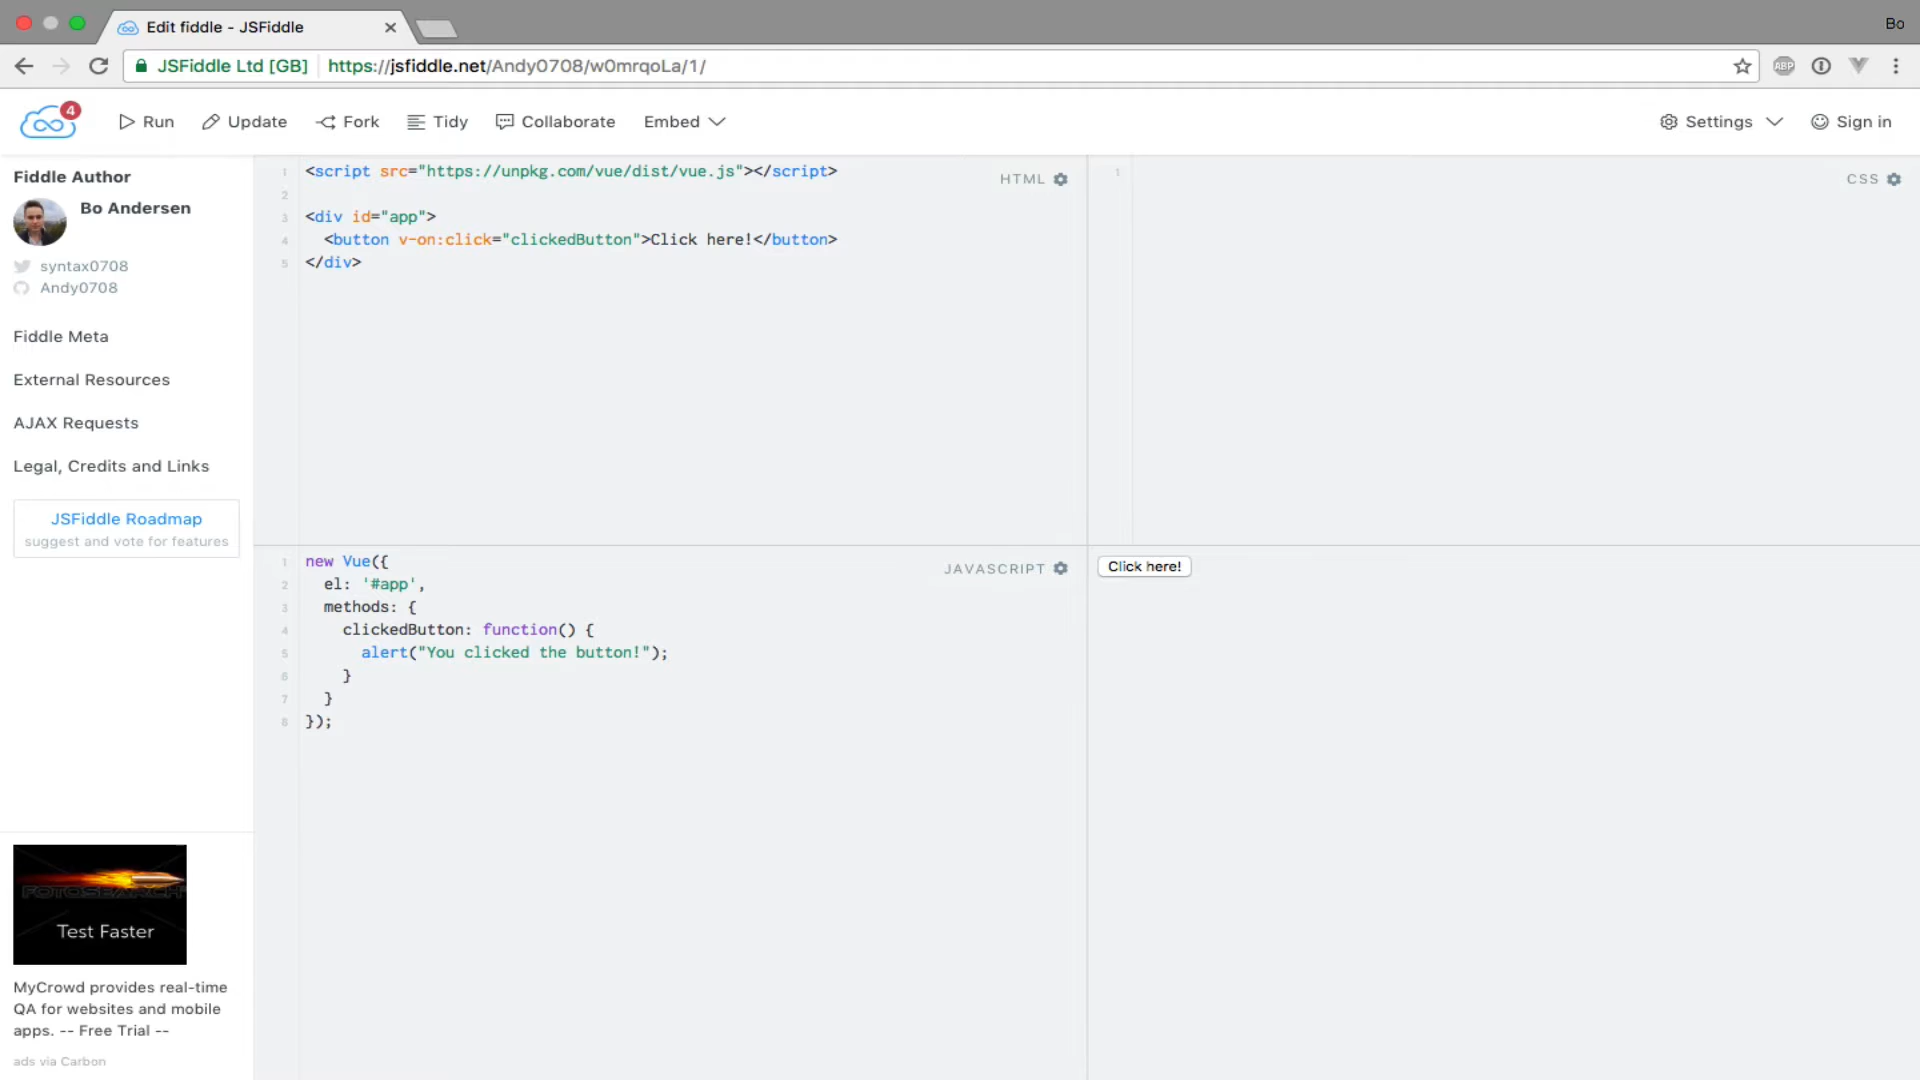 Edit fiddle - JSFiddle
Bo
JSFiddle Ltd [GB]
https://jsfiddle.net/Andy0708/w0mrqoLa/1/
ABP
4
Run
Update
Fork
Tidy
Collaborate
Embed
Settings
Sign in
Fiddle Author
Bo Andersen
syntax0708
Andy0708
Fiddle Meta
External Resources
AJAX Requests
Legal, Credits and Links
JSFiddle Roadmap
suggest and vote for features
FOTOSEARCH
Test Faster
MyCrowd provides real-time
QA for websites and mobile
apps. -- Free Trial --
ads via Carbon
HTML
1 <script src="https://unpkg.com/vue/dist/vue.js"></script>
2
3 <div id="app">
4 <button v-on:click="clickedButton">Click here!</button>
5 </div>
CSS
1
JAVASCRIPT
1 new Vue({
2 el: '#app',
3 methods: {
4 clickedButton: function() {
5 alert("You clicked the button!");
6 }
7 }
8 });
Click here!